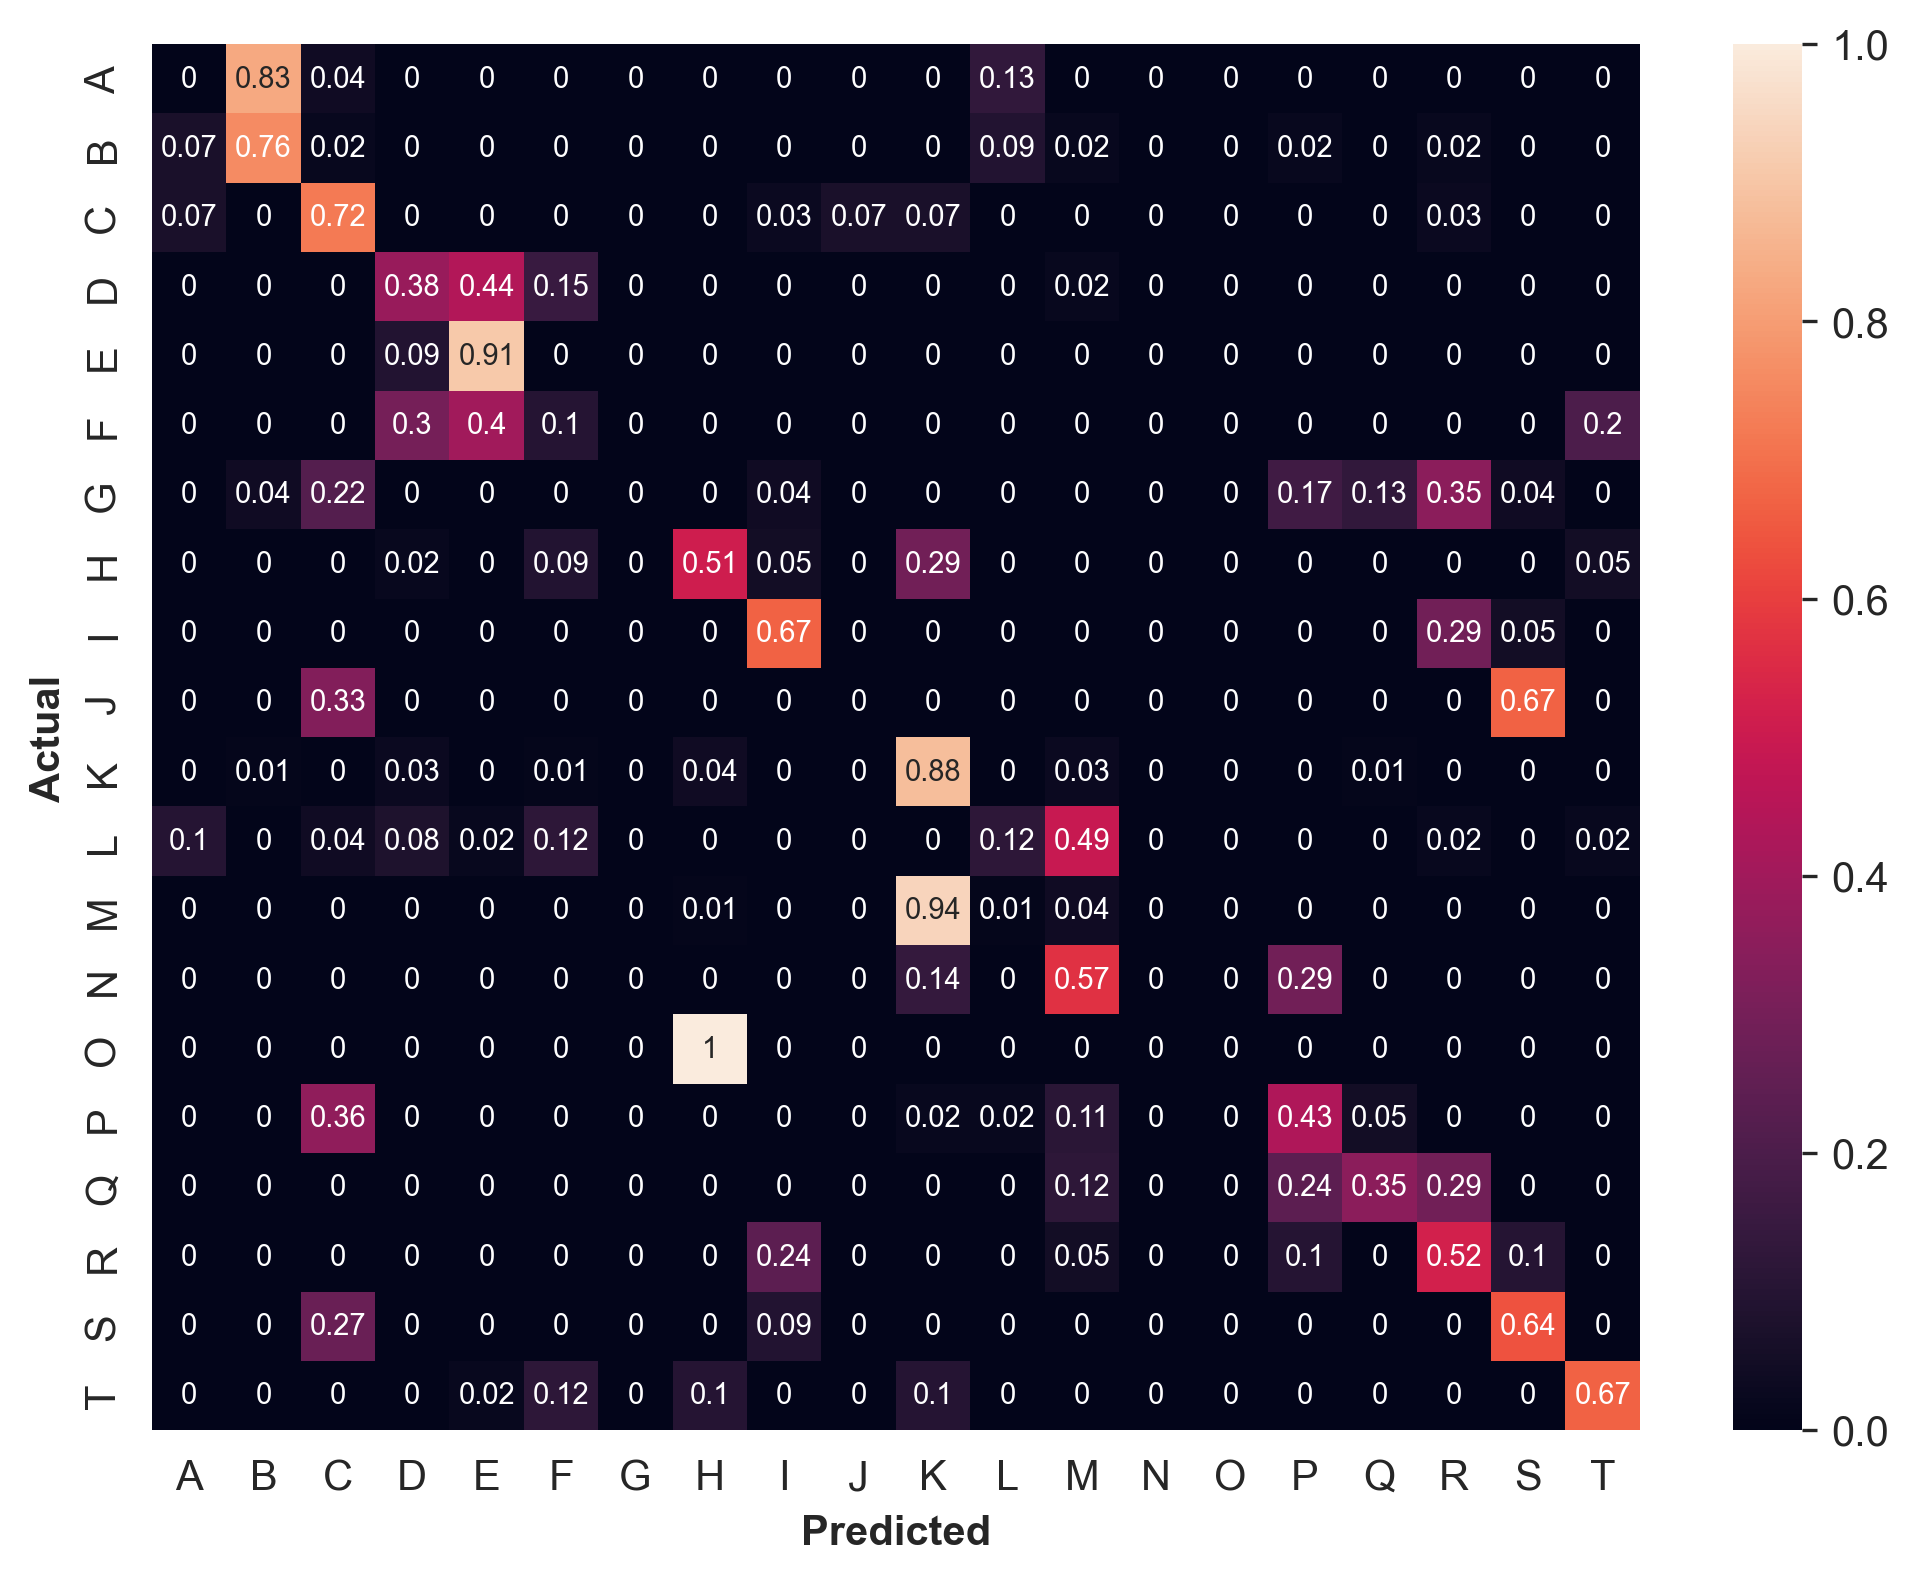 A 0 0.83 0.04 0 0 0 0 0 0 0 0 0.13 0 0 0 0 0 0 0 0
B 0.07 0.76 0.02 0 0 0 0 0 0 0 0 0.09 0.02 0 0 0.02 0 0.02 0 0
C 0.07 0 0.72 0 0 0 0 0 0.03 0.07 0.07 0 0 0 0 0 0 0.03 0 0
D 0 0 0 0.38 0.44 0.15 0 0 0 0 0 0 0.02 0 0 0 0 0 0 0
E 0 0 0 0.09 0.91 0 0 0 0 0 0 0 0 0 0 0 0 0 0 0
F 0 0 0 0.3 0.4 0.1 0 0 0 0 0 0 0 0 0 0 0 0 0 0.2
G 0 0.04 0.22 0 0 0 0 0 0.04 0 0 0 0 0 0 0.17 0.13 0.35 0.04 0
H 0 0 0 0.02 0 0.09 0 0.51 0.05 0 0.29 0 0 0 0 0 0 0 0 0.05
I 0 0 0 0 0 0 0 0 0.67 0 0 0 0 0 0 0 0 0.29 0.05 0
J 0 0 0.33 0 0 0 0 0 0 0 0 0 0 0 0 0 0 0 0.67 0
K 0 0.01 0 0.03 0 0.01 0 0.04 0 0 0.88 0 0.03 0 0 0 0.01 0 0 0
L 0.1 0 0.04 0.08 0.02 0.12 0 0 0 0 0 0.12 0.49 0 0 0 0 0.02 0 0.02
M 0 0 0 0 0 0 0 0.01 0 0 0.94 0.01 0.04 0 0 0 0 0 0 0
N 0 0 0 0 0 0 0 0 0 0 0.14 0 0.57 0 0 0.29 0 0 0 0
O 0 0 0 0 0 0 0 1 0 0 0 0 0 0 0 0 0 0 0 0
P 0 0 0.36 0 0 0 0 0 0 0 0.02 0.02 0.11 0 0 0.43 0.05 0 0 0
Q 0 0 0 0 0 0 0 0 0 0 0 0 0.12 0 0 0.24 0.35 0.29 0 0
R 0 0 0 0 0 0 0 0 0.24 0 0 0 0.05 0 0 0.1 0 0.52 0.1 0
S 0 0 0.27 0 0 0 0 0 0.09 0 0 0 0 0 0 0 0 0 0.64 0
T 0 0 0 0 0.02 0.12 0 0.1 0 0 0.1 0 0 0 0 0 0 0 0 0.67
A B C D E F G H I J K L M N O P Q R S T
Predicted
Actual
1.0
0.8
0.6
0.4
0.2
0.0